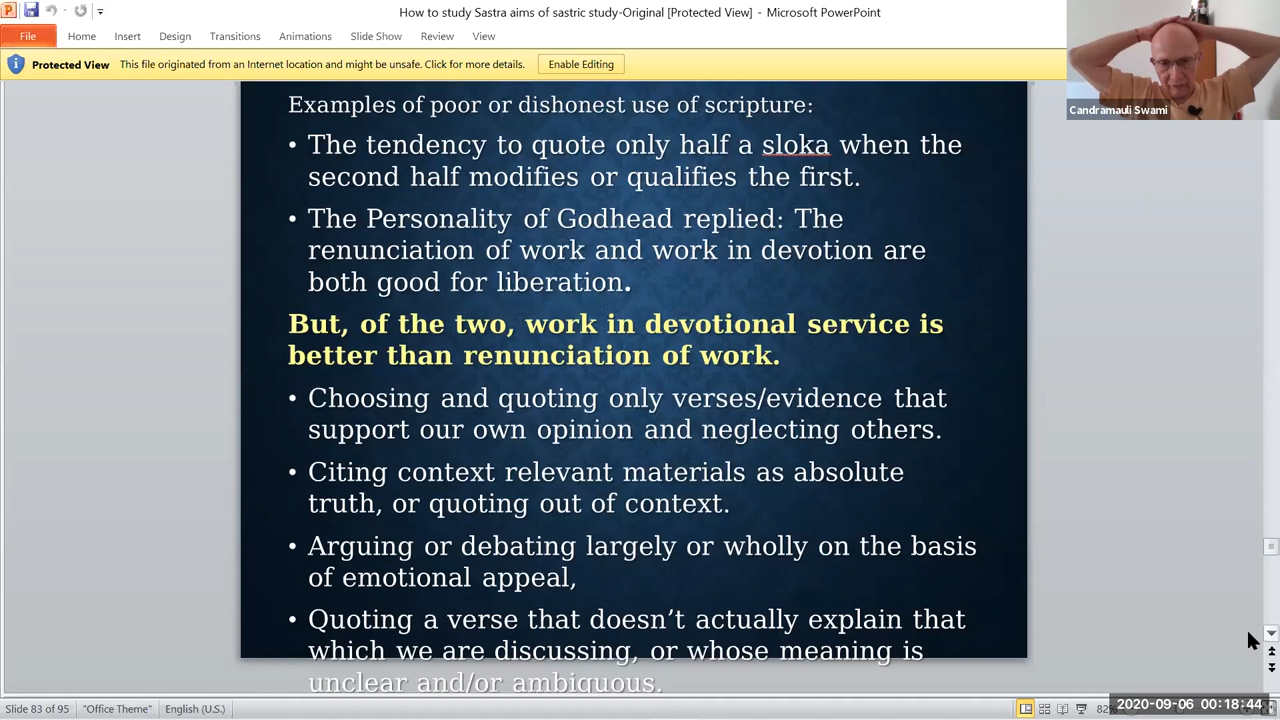 How to study Sastra aims of sastric study-Original [Protected View] - Microsoft PowerPoint
File Home Insert Design Transitions Animations Slide Show Review View
Protected View This file originated from an Internet location and might be unsafe. Click for more details. Enable Editing
Candramauli Swami
Examples of poor or dishonest use of scripture:
• The tendency to quote only half a sloka when the
second half modifies or qualifies the first.
• The Personality of Godhead replied: The
renunciation of work and work in devotion are
both good for liberation.
But, of the two, work in devotional service is
better than renunciation of work.
• Choosing and quoting only verses/evidence that
support our own opinion and neglecting others.
• Citing context relevant materials as absolute
truth, or quoting out of context.
• Arguing or debating largely or wholly on the basis
of emotional appeal,
• Quoting a verse that doesn’t actually explain that
which we are discussing, or whose meaning is
unclear and/or ambiguous.
Slide 83 of 95 "Office Theme" English (U.S.)
2020-09-06 00:18:44